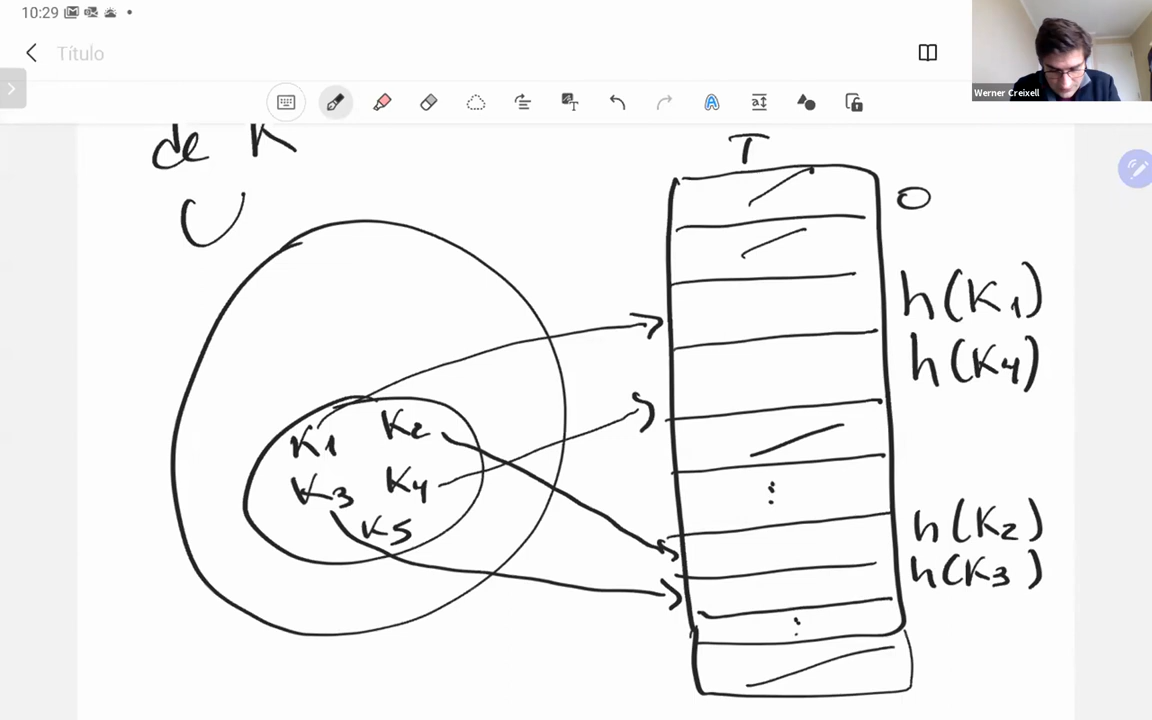 10:29
Título
Werner Creixell
de K
T
U
0
h(K1)
h(K4)
K1 K2
K3 K4
K5
h(K2)
h(K3)